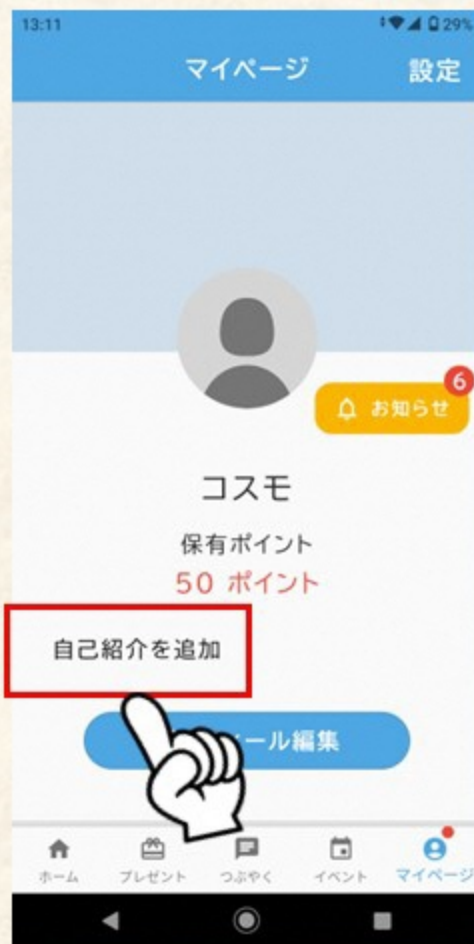 13:11 29%
マイページ 設定
6
お知らせ
コスモ
保有ポイント
50 ポイント
自己紹介を追加
ール編集
ホーム プレゼント つぶやく イベント マイページ